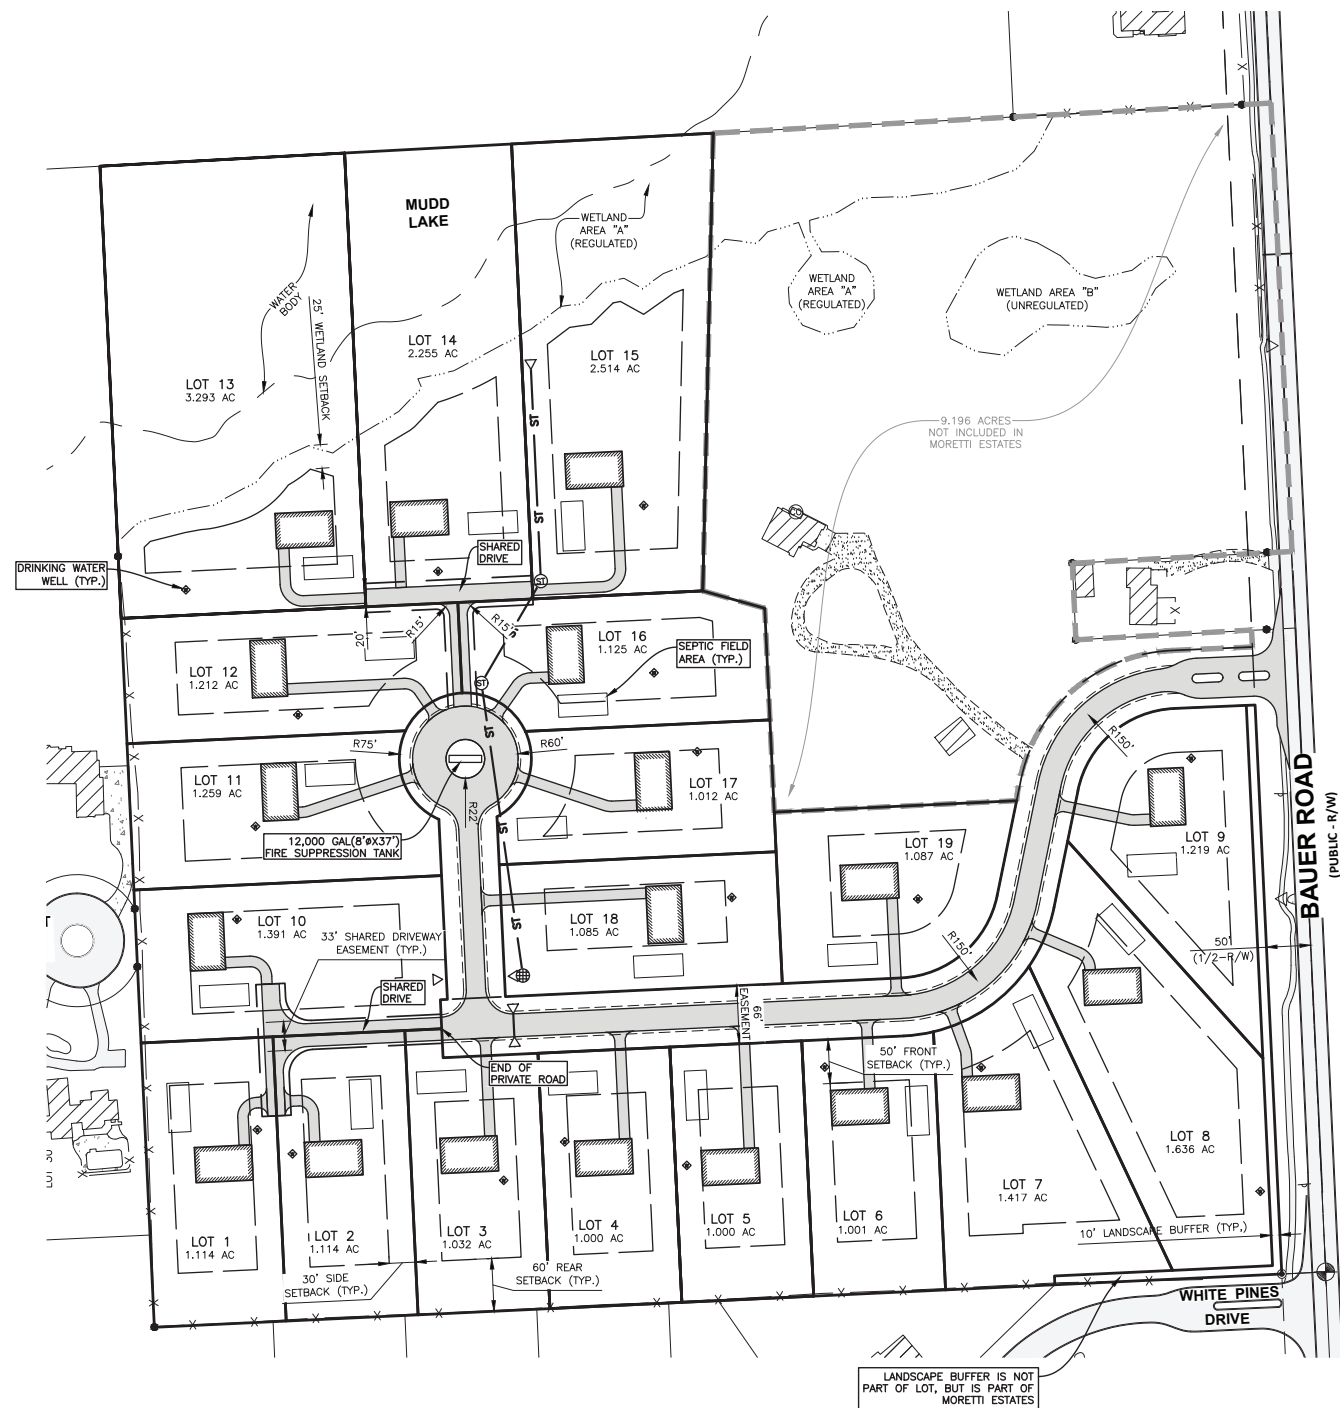 MUDD
LAKE
WETLAND
AREA "A"
(REGULATED)
WATER
BODY
25' WETLAND SETBACK
WETLAND
AREA "A"
(REGULATED)
WETLAND AREA "B"
(UNREGULATED)
LOT 13
3.293 AC
LOT 14
2.255 AC
LOT 15
2.514 AC
ST
ST
9.196 ACRES
NOT INCLUDED IN
MORETTI ESTATES
SHARED
DRIVE
DRINKING WATER
WELL (TYP.)
ST
20'
R15'
R15'
LOT 12
1.212 AC
LOT 16
1.125 AC
SEPTIC FIELD
AREA (TYP.)
ST
ST
R75'
R60'
R150'
LOT 11
1.259 AC
LOT 17
1.012 AC
R22
ST
12,000 GAL(8'øX37')
FIRE SUPPRESSION TANK
LOT 19
1.087 AC
LOT 9
1.219 AC
BAUER ROAD
(PUBLIC - R/W)
LOT 10
1.391 AC
33' SHARED DRIVEWAY
EASEMENT (TYP.)
LOT 18
1.085 AC
ST
R150'
50'
(1/2-R/W)
SHARED
DRIVE
66'
EASEMENT
END OF
PRIVATE ROAD
50' FRONT
SETBACK (TYP.)
LOT 8
1.636 AC
LOT 7
1.417 AC
LOT 1
1.114 AC
LOT 2
1.114 AC
LOT 3
1.032 AC
LOT 4
1.000 AC
LOT 5
1.000 AC
LOT 6
1.001 AC
10' LANDSCAPE BUFFER (TYP.)
30' SIDE
SETBACK (TYP.)
60' REAR
SETBACK (TYP.)
WHITE PINES
DRIVE
LANDSCAPE BUFFER IS NOT
PART OF LOT, BUT IS PART OF
MORETTI ESTATES